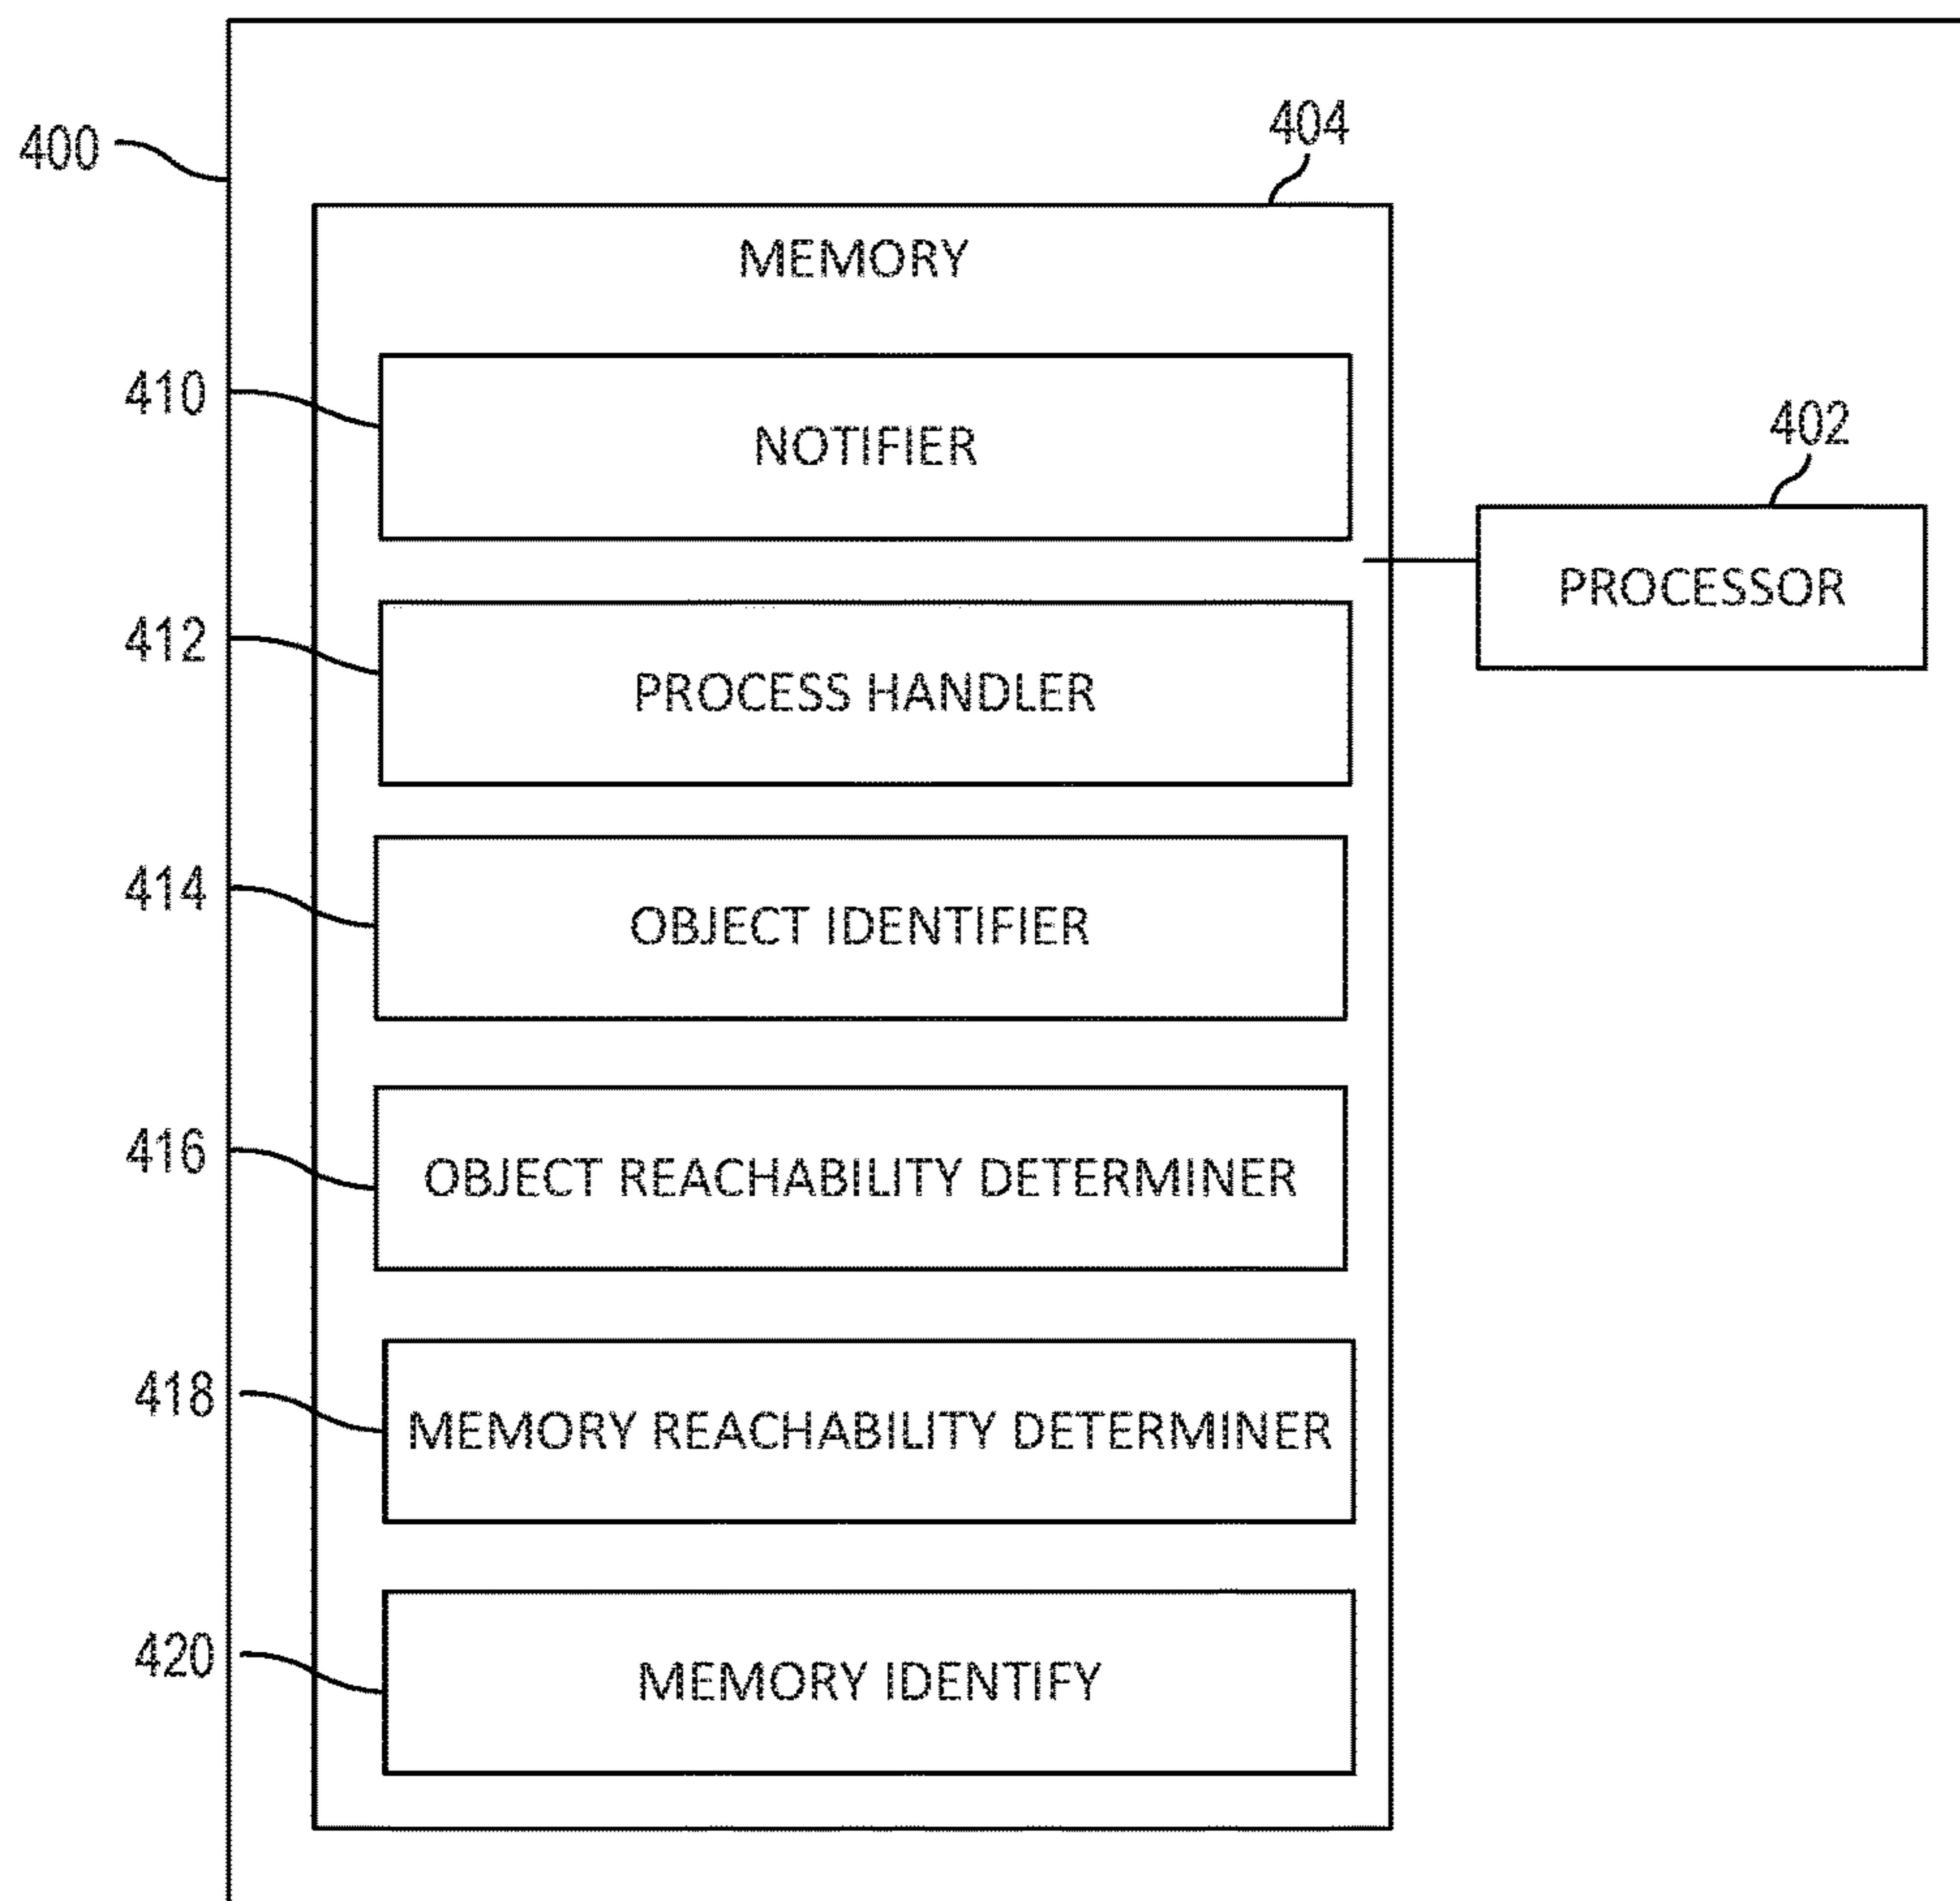 400
404
MEMORY
410
NOTIFIER
402
PROCESSOR
412
PROCESS HANDLER
414
OBJECT IDENTIFIER
416
OBJECT REACHABILITY DETERMINER
418
MEMORY REACHABILITY DETERMINER
420
MEMORY IDENTIFY